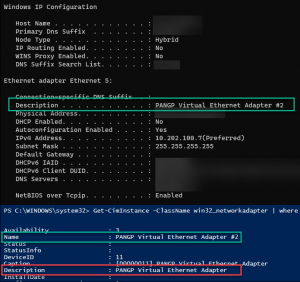 Windows IP Configuration
Host Name . . . . . . . . . . . . :
Primary Dns Suffix . . . . . . . :
Node Type . . . . . . . . . . . . : Hybrid
IP Routing Enabled. . . . . . . . : No
WINS Proxy Enabled. . . . . . . . : No
DNS Suffix Search List. . . . . . :
Ethernet adapter Ethernet 5:
Connection-specific DNS Suffix . :
Description . . . . . . . . . . . : PANGP Virtual Ethernet Adapter #2
Physical Address. . . . . . . . . :
DHCP Enabled. . . . . . . . . . . : No
Autoconfiguration Enabled . . . . : Yes
IPv4 Address. . . . . . . . . . . : 10.202.100.7(Preferred)
Subnet Mask . . . . . . . . . . . : 255.255.255.255
Default Gateway . . . . . . . . . :
DHCPv6 IAID . . . . . . . . . . . :
DHCPv6 Client DUID. . . . . . . . :
DNS Servers . . . . . . . . . . . :
NetBIOS over Tcpip. . . . . . . . : Enabled
PS C:\WINDOWS\system32> Get-CimInstance -ClassName win32_networkadapter | where
Availability : 3
Name : PANGP Virtual Ethernet Adapter #2
Status :
StatusInfo :
DeviceID : 11
Caption : [00000011] PANGP Virtual Ethernet Adapter
Description : PANGP Virtual Ethernet Adapter
InstallDate :